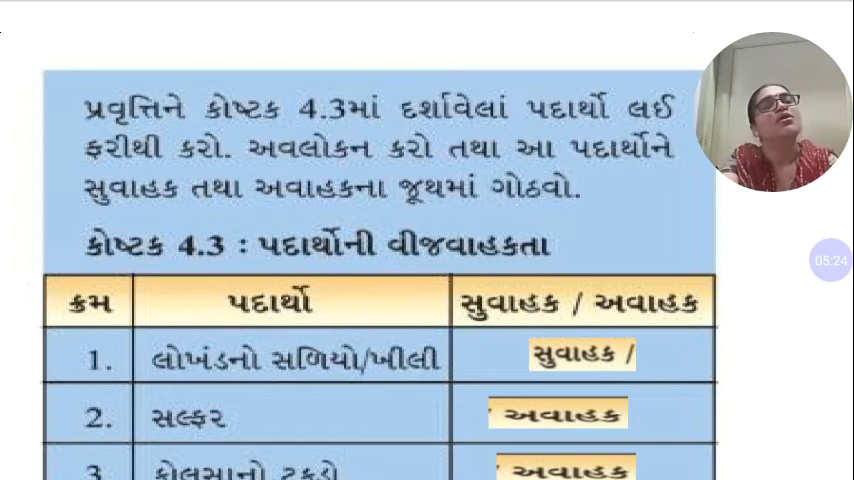 પ્રવૃત્તિને કોષ્ટક 4.3માં દર્શાવેલાં પદાર્થો લઈ
ફરીથી કરો. અવલોકન કરો તથા આ પદાર્થોને
સુવાહક તથા અવાહકના જૂથમાં ગોઠવો.
કોષ્ટક 4.3 : પદાર્થોની વીજવાહકતા
ક્રમ પદાર્થો સુવાહક / અવાહક
1. લોખંડનો સળિયો/ખીલી સુવાહક /
2. સલ્ફર અવાહક
3. કોલસાનો ટુકડો અવાહક
05:24